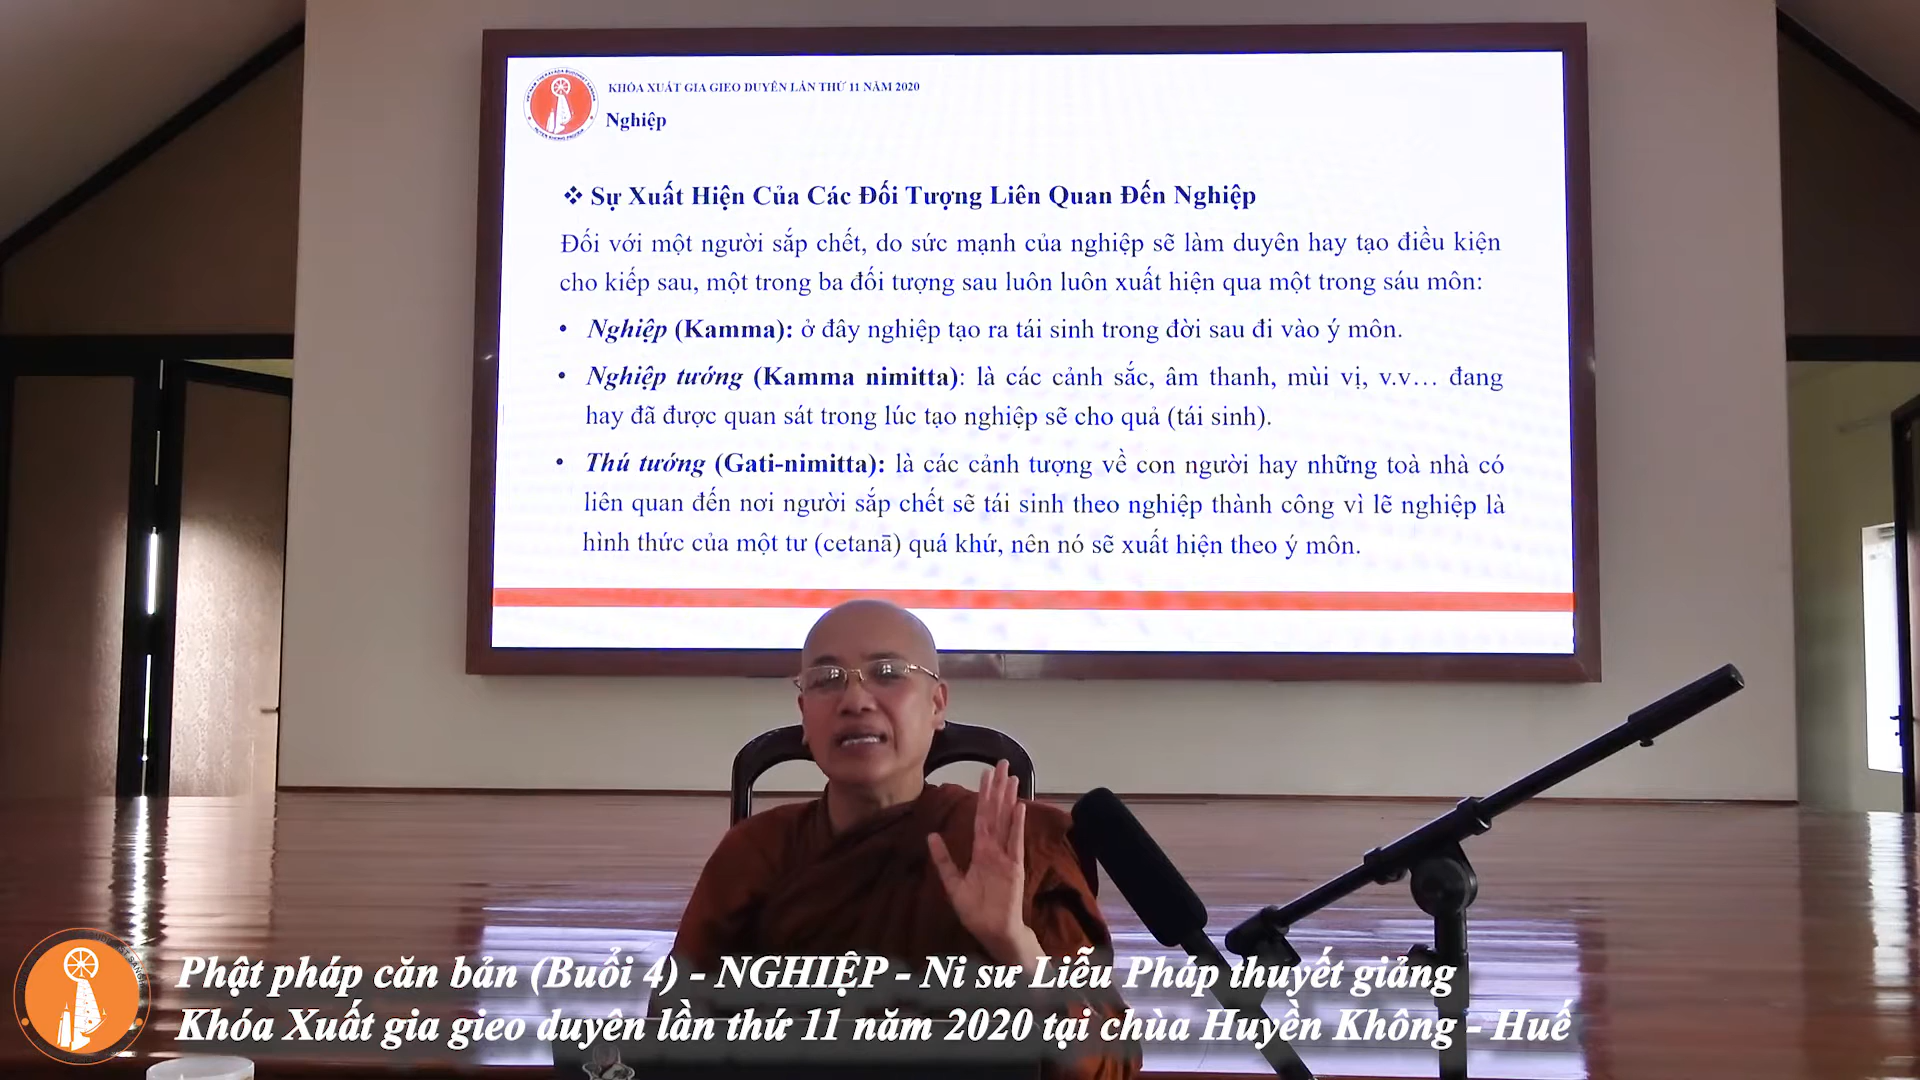 KHÓA XUẤT GIA GIEO DUYÊN LẦN THỨ 11 NĂM 2020
Nghiệp
❖ Sự Xuất Hiện Của Các Đối Tượng Liên Quan Đến Nghiệp
Đối với một người sắp chết, do sức mạnh của nghiệp sẽ làm duyên hay tạo điều kiện
cho kiếp sau, một trong ba đối tượng sau luôn luôn xuất hiện qua một trong sáu môn:
• Nghiệp (Kamma): ở đây nghiệp tạo ra tái sinh trong đời sau đi vào ý môn.
• Nghiệp tướng (Kamma nimitta): là các cảnh sắc, âm thanh, mùi vị, v.v… đang
hay đã được quan sát trong lúc tạo nghiệp sẽ cho quả (tái sinh).
• Thú tướng (Gati-nimitta): là các cảnh tượng về con người hay những toà nhà có
liên quan đến nơi người sắp chết sẽ tái sinh theo nghiệp thành công vì lẽ nghiệp là
hình thức của một tư (cetanā) quá khứ, nên nó sẽ xuất hiện theo ý môn.
Phật pháp căn bản (Buổi 4) - NGHIỆP - Ni sư Liễu Pháp thuyết giảng
Khóa Xuất gia gieo duyên lần thứ 11 năm 2020 tại chùa Huyền Không - Huế